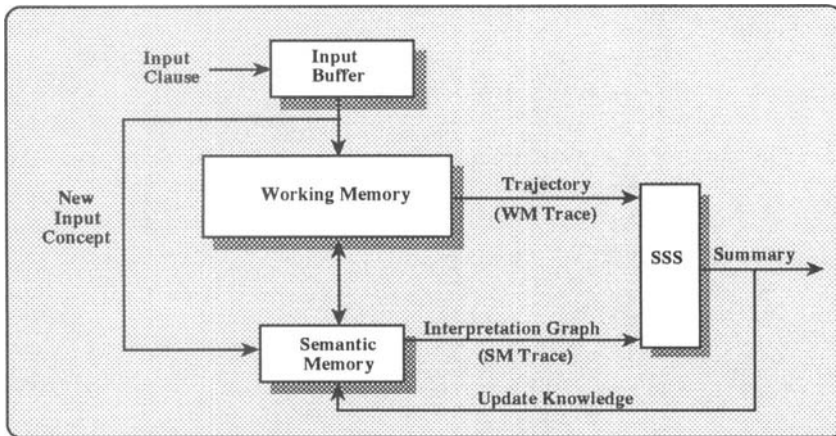 Input
Clause
Input
Buffer
New
Input
Concept
Working Memory
Trajectory
(WM Trace)
SSS
Summary
Semantic
Memory
Interpretation Graph
(SM Trace)
Update Knowledge